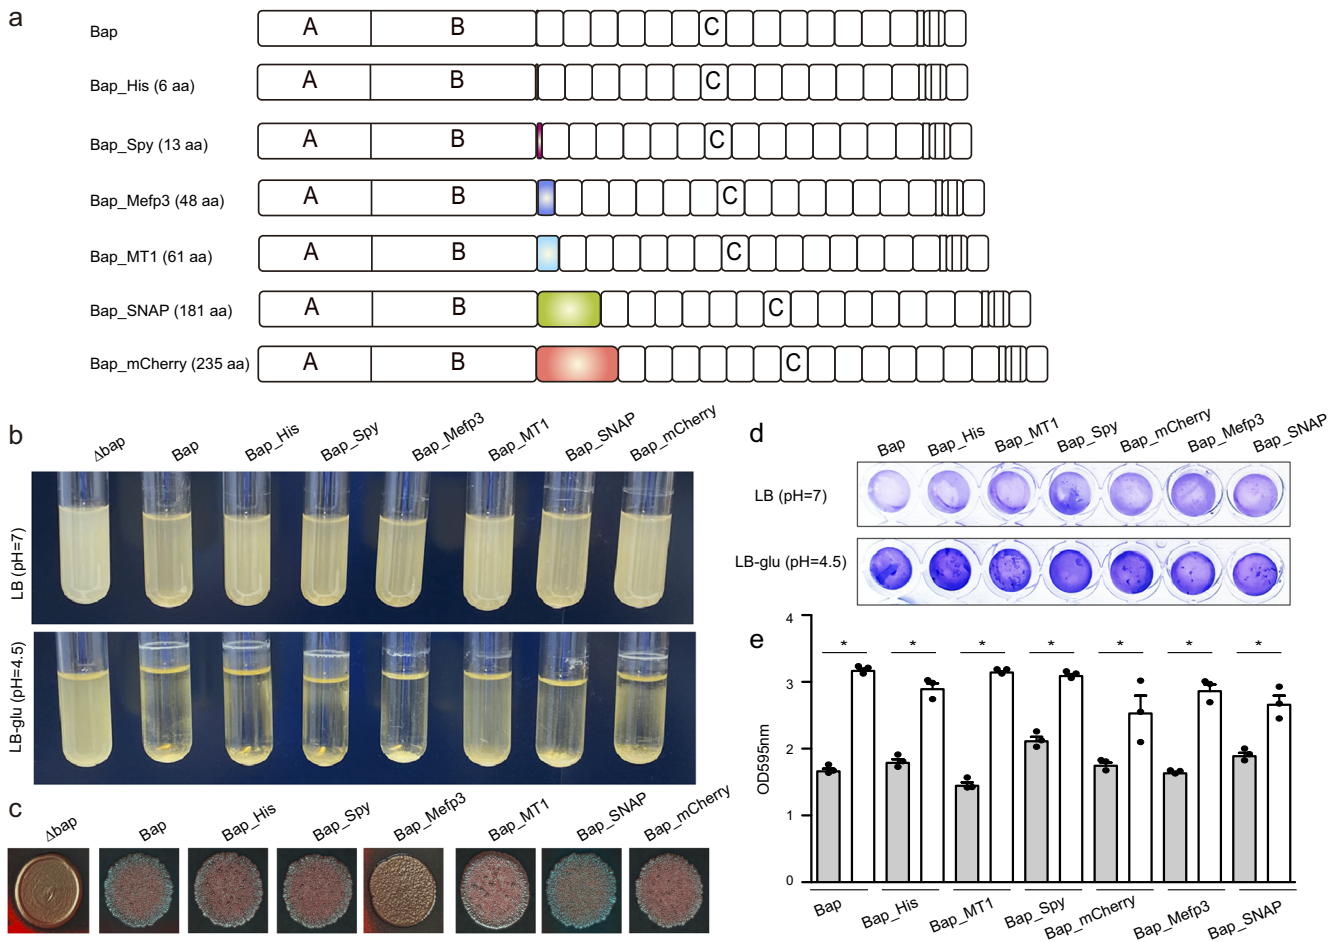 a
Bap A B C
Bap_His (6 aa) A B C
Bap_Spy (13 aa) A B C
Bap_Mefp3 (48 aa) A B C
Bap_MT1 (61 aa) A B C
Bap_SNAP (181 aa) A B C
Bap_mCherry (235 aa) A B C
b
Δbap Bap Bap_His Bap_Spy Bap_Mefp3 Bap_MT1 Bap_SNAP Bap_mCherry
LB (pH=7)
LB-glu (pH=4.5)
c
Δbap Bap Bap_His Bap_Spy Bap_Mefp3 Bap_MT1 Bap_SNAP Bap_mCherry
d
Bap Bap_His Bap_MT1 Bap_Spy Bap_mCherry Bap_Mefp3 Bap_SNAP
LB (pH=7)
LB-glu (pH=4.5)
e
* * * * * * *
OD595nm
4
3
2
1
0
Bap Bap_His Bap_MT1 Bap_Spy Bap_mCherry Bap_Mefp3 Bap_SNAP